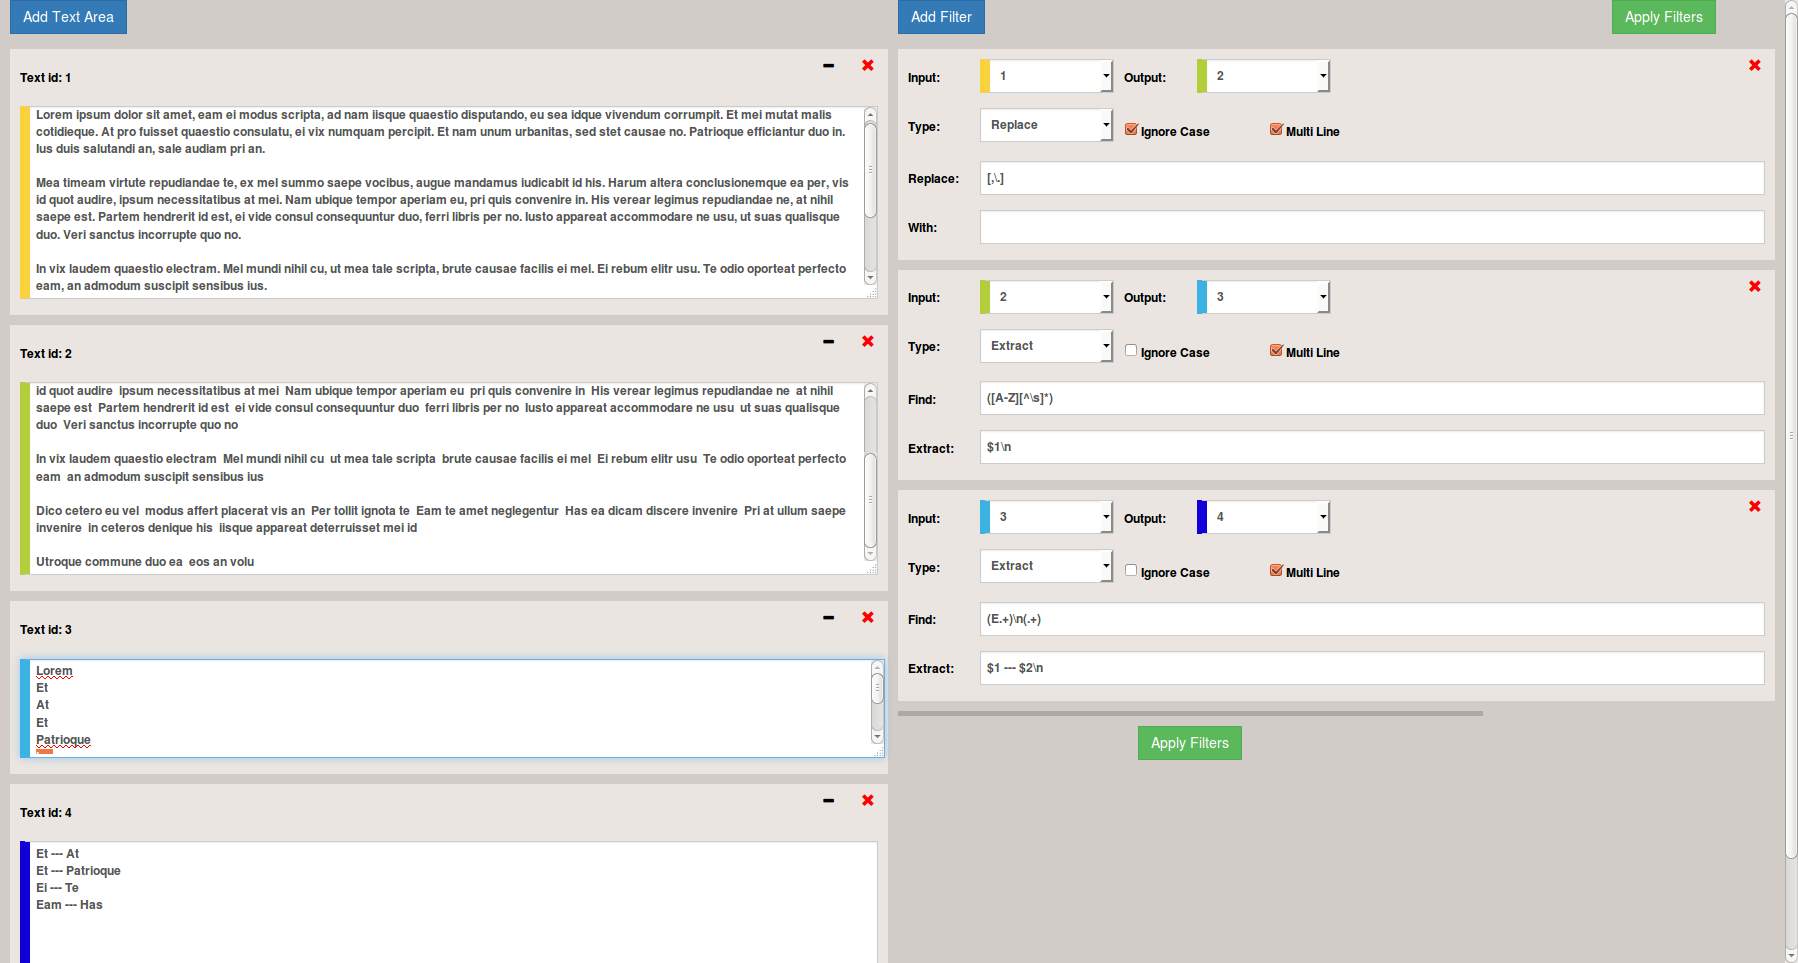 Add Text Area
Text id: 1
Lorem ipsum dolor sit amet, eam ei modus scripta, ad nam iisque quaestio disputando, eu sea idque vivendum corrumpit. Et mei mutat malis
cotidieque. At pro fuisset quaestio consulatu, ei vix numquam percipit. Et nam unum urbanitas, sed stet causae no. Patrioque efficiantur duo in.
Ius duis salutandi an, sale audiam pri an.
Mea timeam virtute repudiandae te, ex mel summo saepe vocibus, augue mandamus iudicabit id his. Harum altera conclusionemque ea per, vis
id quot audire, ipsum necessitatibus at mei. Nam ubique tempor aperiam eu, pri quis convenire in. His verear legimus repudiandae ne, at nihil
saepe est. Partem hendrerit id est, ei vide consul consequuntur duo, ferri libris per no. Iusto appareat accommodare ne usu, ut suas qualisque
duo. Veri sanctus incorrupte quo no.
In vix laudem quaestio electram. Mel mundi nihil cu, ut mea tale scripta, brute causae facilis ei mel. Ei rebum elitr usu. Te odio oporteat perfecto
eam, an admodum suscipit sensibus ius.
Text id: 2
id quot audire  ipsum necessitatibus at mei  Nam ubique tempor aperiam eu  pri quis convenire in  His verear legimus repudiandae ne  at nihil
saepe est  Partem hendrerit id est  ei vide consul consequuntur duo  ferri libris per no  Iusto appareat accommodare ne usu  ut suas qualisque
duo  Veri sanctus incorrupte quo no
In vix laudem quaestio electram  Mel mundi nihil cu  ut mea tale scripta  brute causae facilis ei mel  Ei rebum elitr usu  Te odio oporteat perfecto
eam  an admodum suscipit sensibus ius
Dico cetero eu vel  modus affert placerat vis an  Per tollit ignota te  Eam te amet neglegentur  Has ea dicam discere invenire  Pri at ullum saepe
invenire  in ceteros denique his  iisque appareat deterruisset mei id
Utroque commune duo ea  eos an volu
Text id: 3
Lorem
Et
At
Et
Patrioque
Text id: 4
Et --- At
Et --- Patrioque
Ei --- Te
Eam --- Has
Add Filter
Apply Filters
Input: 1 Output: 2
Type: Replace Ignore Case Multi Line
Replace: [,\.]
With:
Input: 2 Output: 3
Type: Extract Ignore Case Multi Line
Find: ([A-Z][^\s]*)
Extract: $1\n
Input: 3 Output: 4
Type: Extract Ignore Case Multi Line
Find: (E.+)\n(.+)
Extract: $1 --- $2\n
Apply Filters